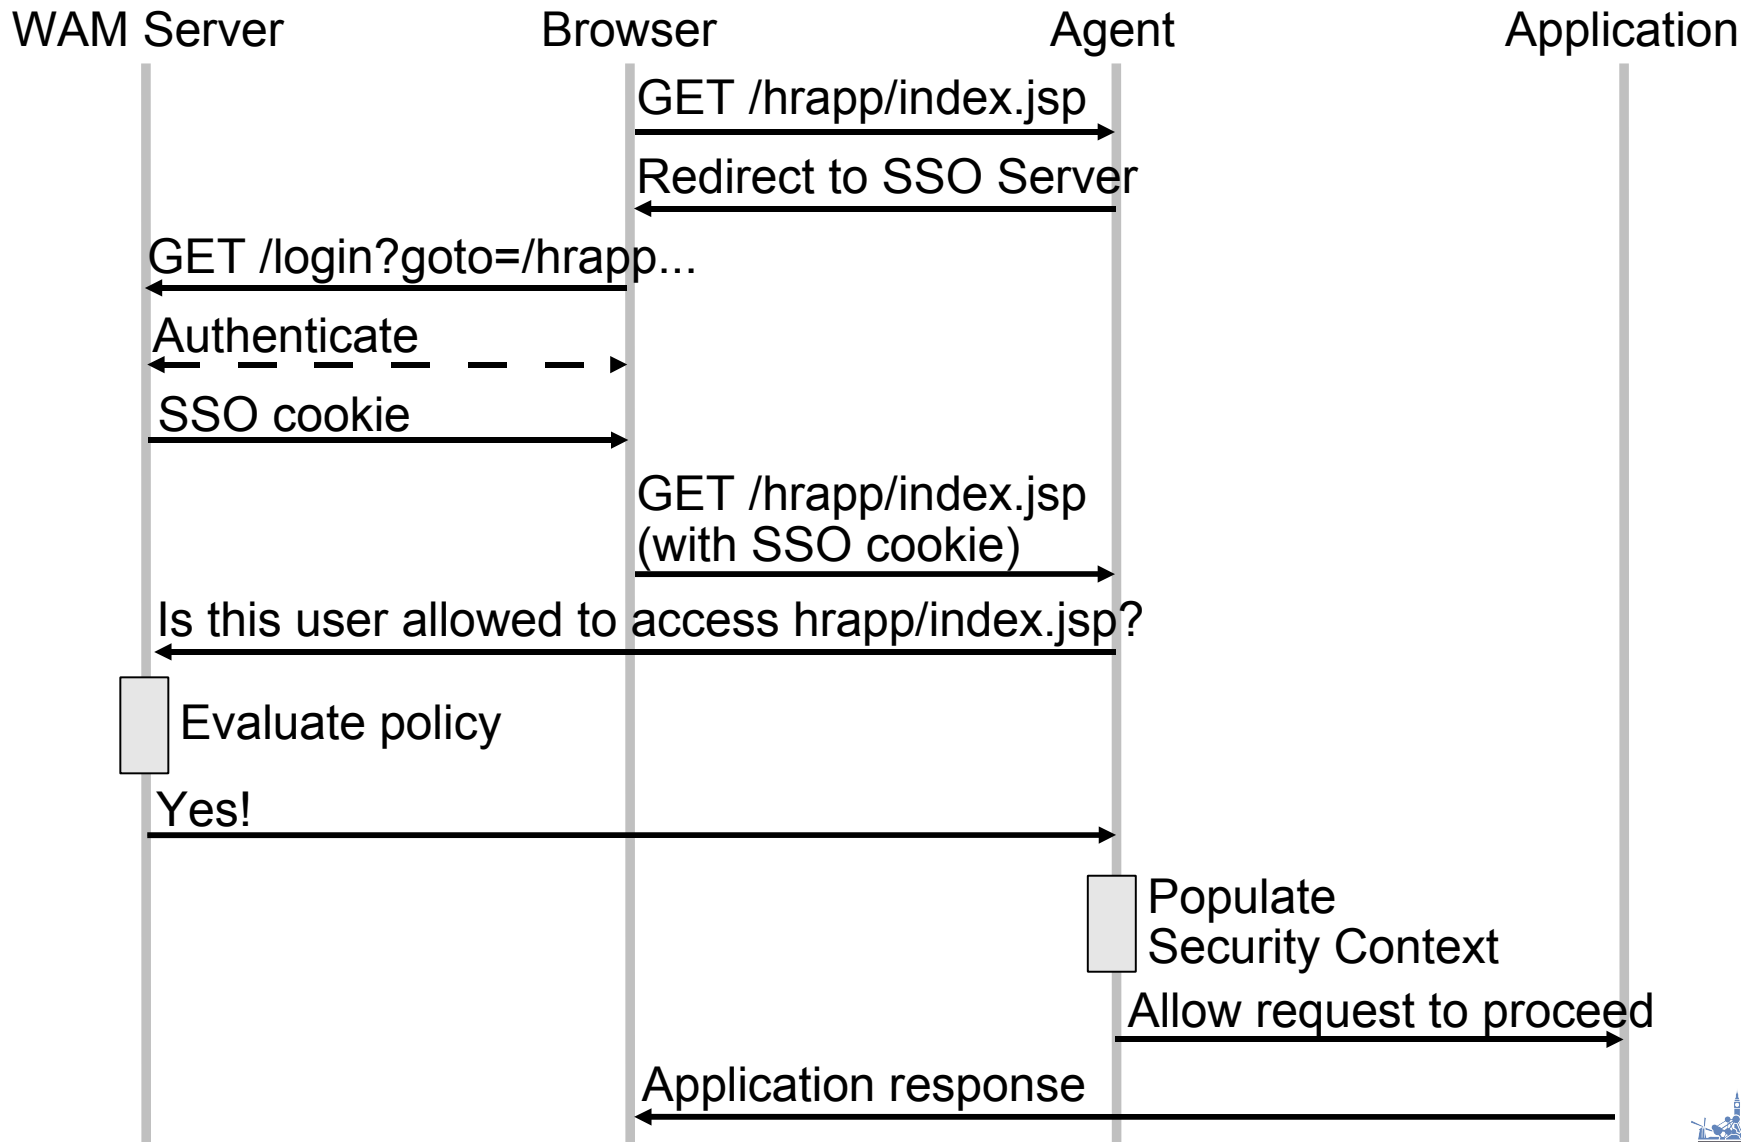 WAM Server
Browser
Agent
Application
GET /hrapp/index.jsp
Redirect to SSO Server
GET /login?goto=/hrapp...
Authenticate
SSO cookie
GET /hrapp/index.jsp
(with SSO cookie)
Is this user allowed to access hrapp/index.jsp?
Evaluate policy
Yes!
Populate
Security Context
Allow request to proceed
Application response